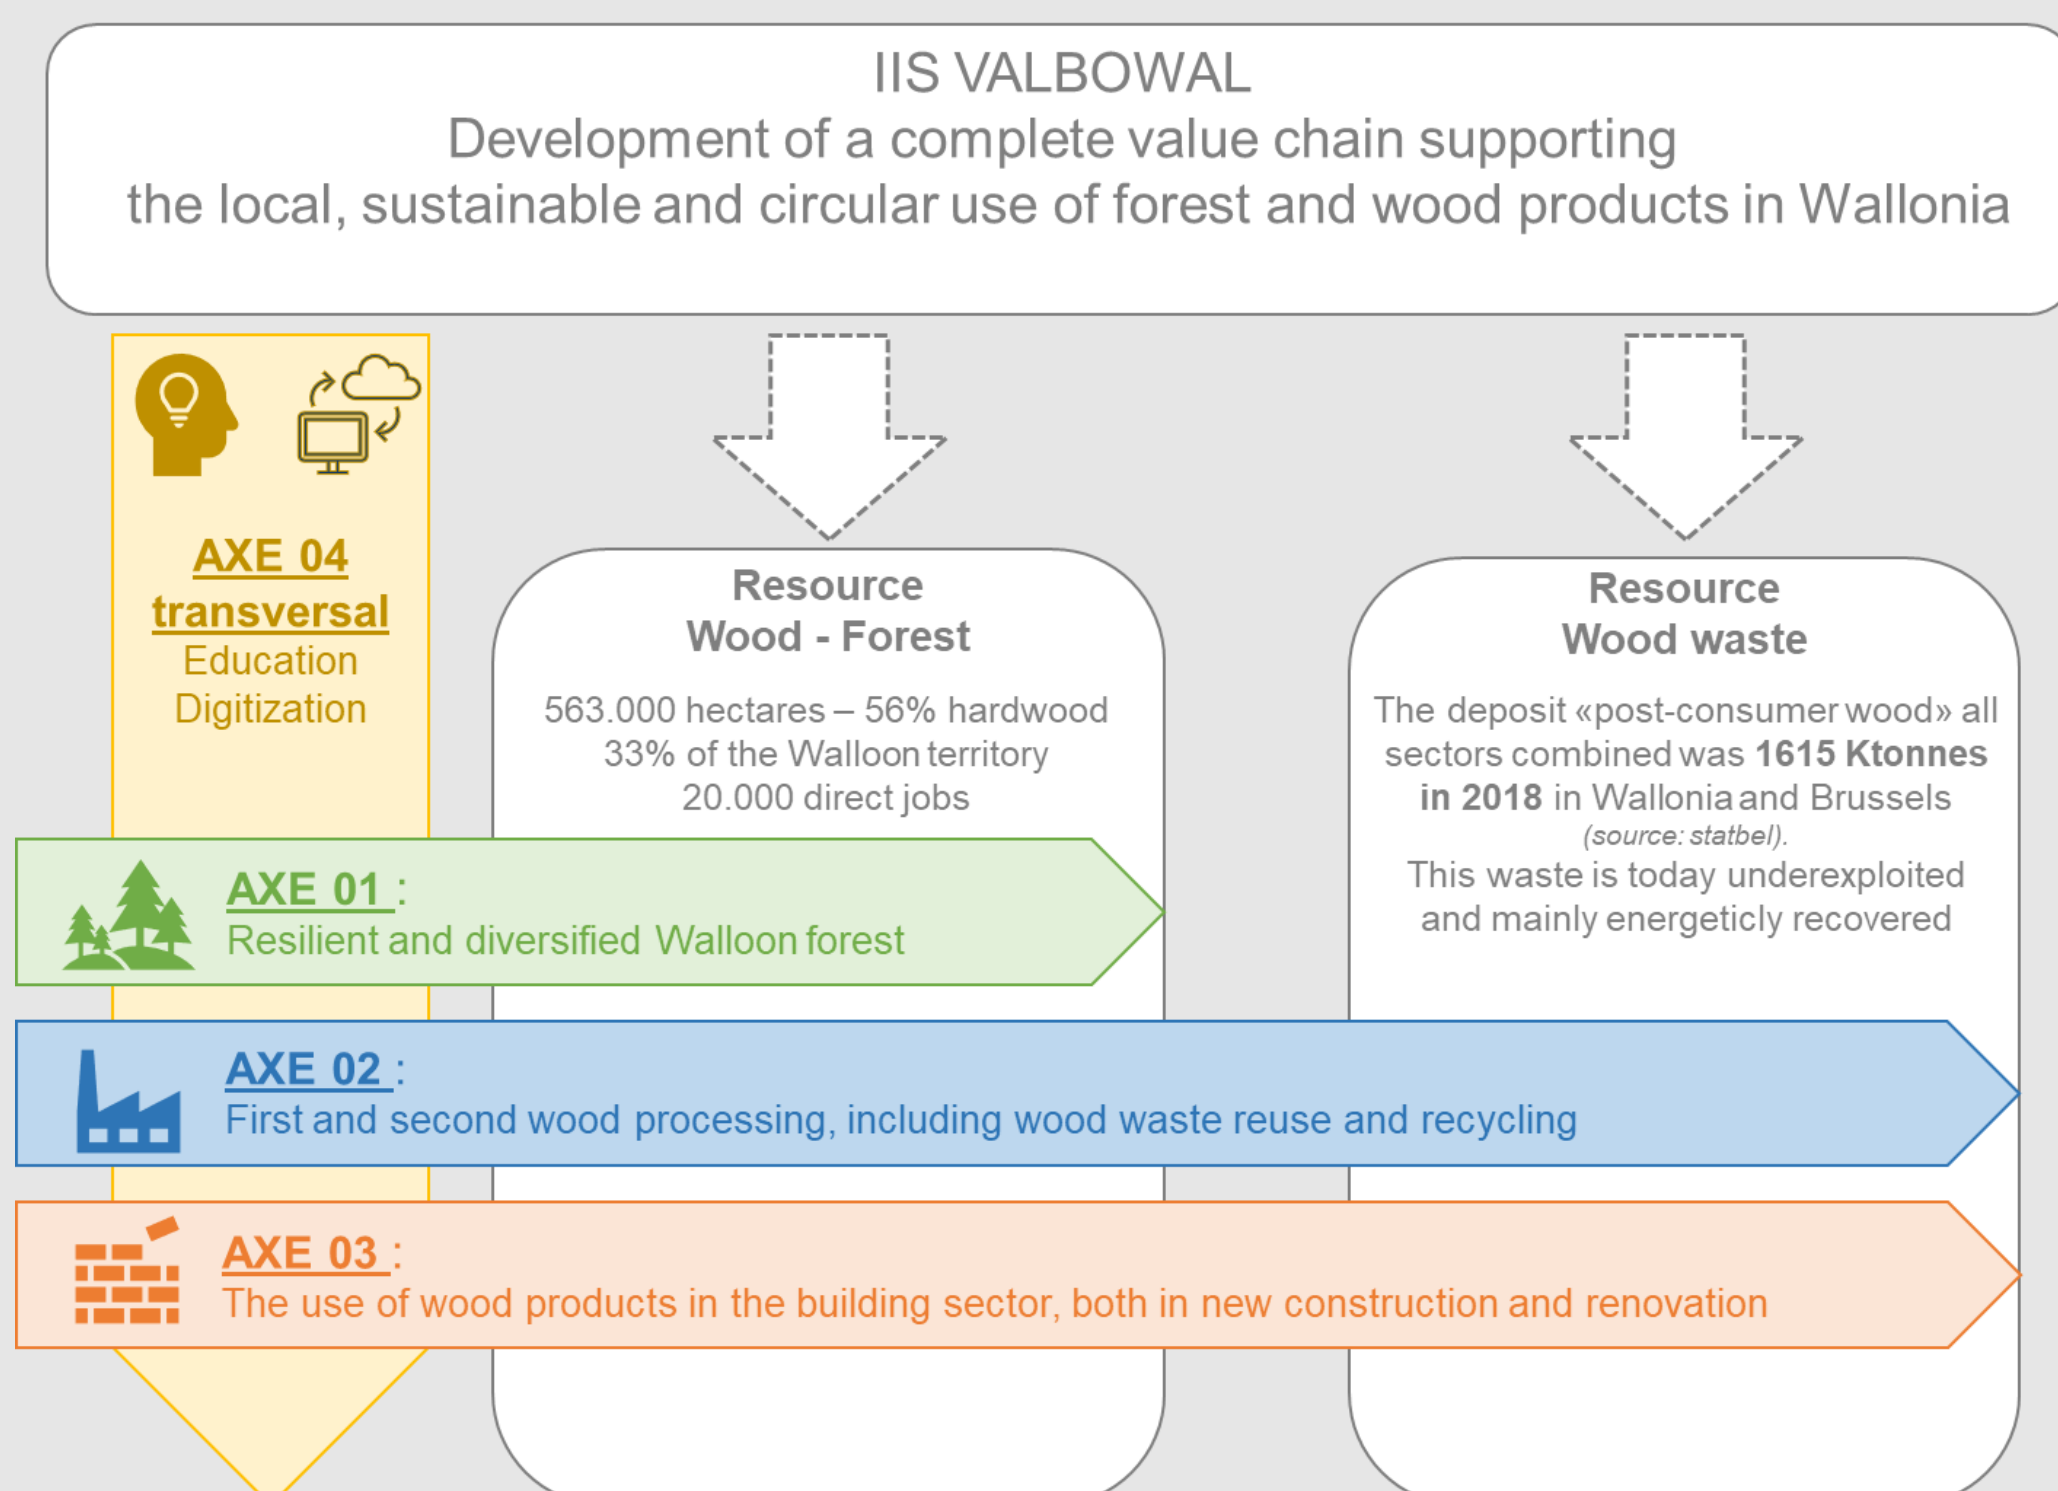 IIS VALBOWAL
Development of a complete value chain supporting
the local, sustainable and circular use of forest and wood products in Wallonia
AXE 04
transversal
Education
Digitization
Resource
Wood - Forest
563.000 hectares – 56% hardwood
33% of the Walloon territory
20.000 direct jobs
Resource
Wood waste
The deposit «post-consumer wood» all
sectors combined was 1615 Ktonnes
in 2018 in Wallonia and Brussels
(source: statbel).
This waste is today underexploited
and mainly energeticly recovered
AXE 01 :
Resilient and diversified Walloon forest
AXE 02 :
First and second wood processing, including wood waste reuse and recycling
AXE 03 :
The use of wood products in the building sector, both in new construction and renovation